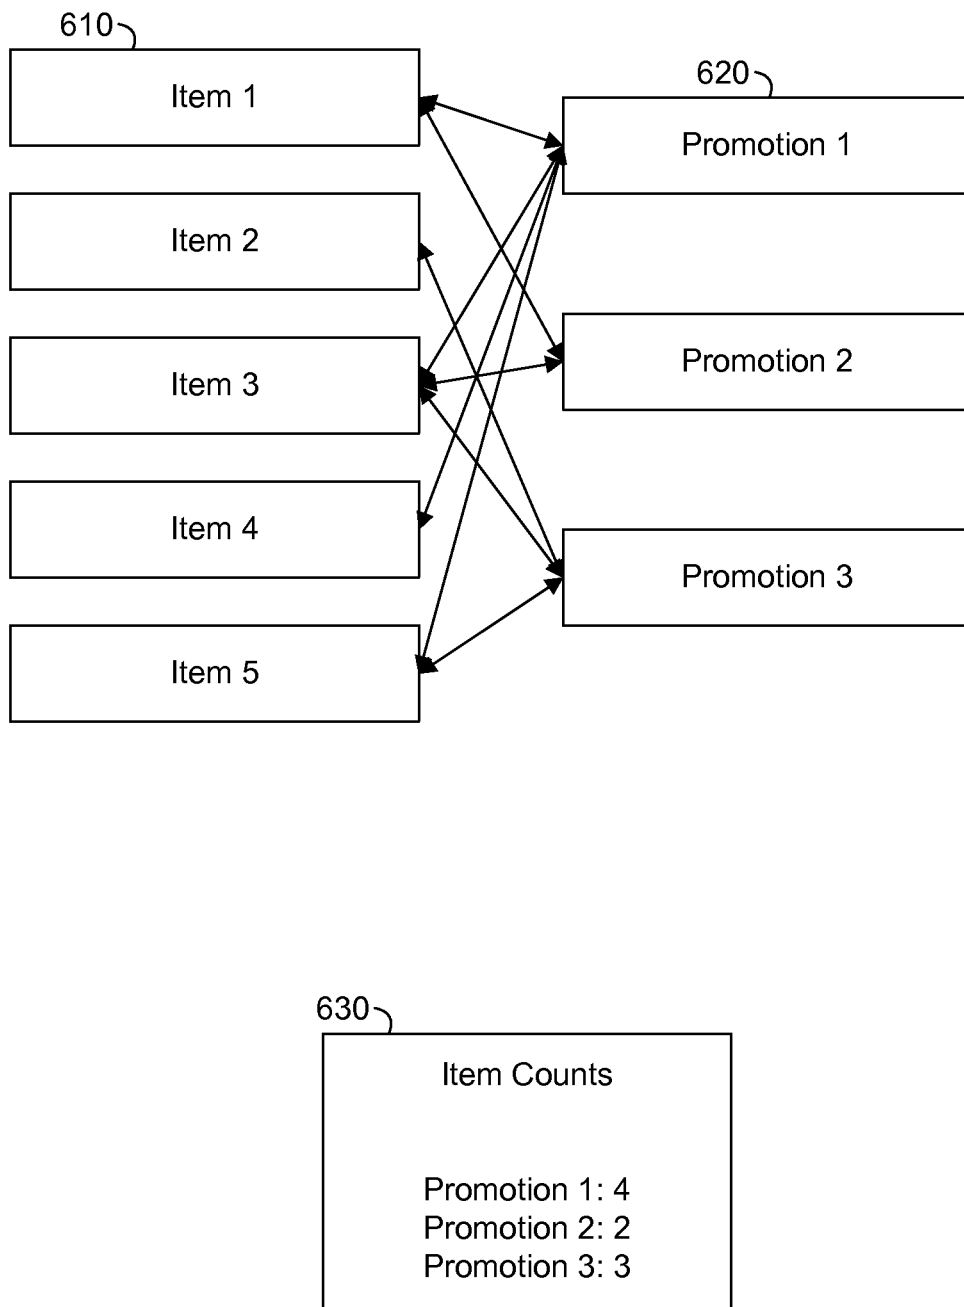 610
Item 1
620
Promotion 1
Item 2
Item 3
Promotion 2
Item 4
Promotion 3
Item 5
630
Item Counts
Promotion 1: 4
Promotion 2: 2
Promotion 3: 3